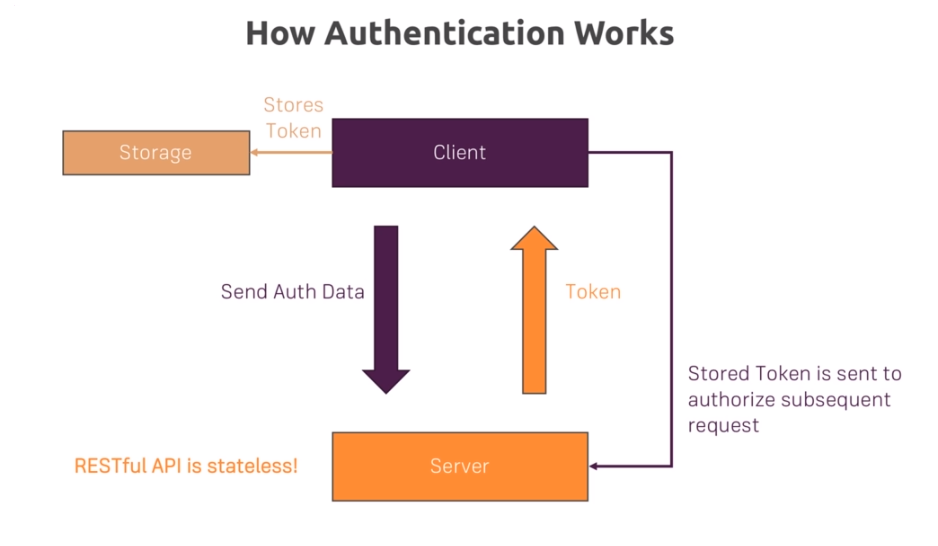 How Authentication Works
Stores
Token
Storage
Client
Send Auth Data
Token
Stored Token is sent to
authorize subsequent
request
RESTful API is stateless!
Server